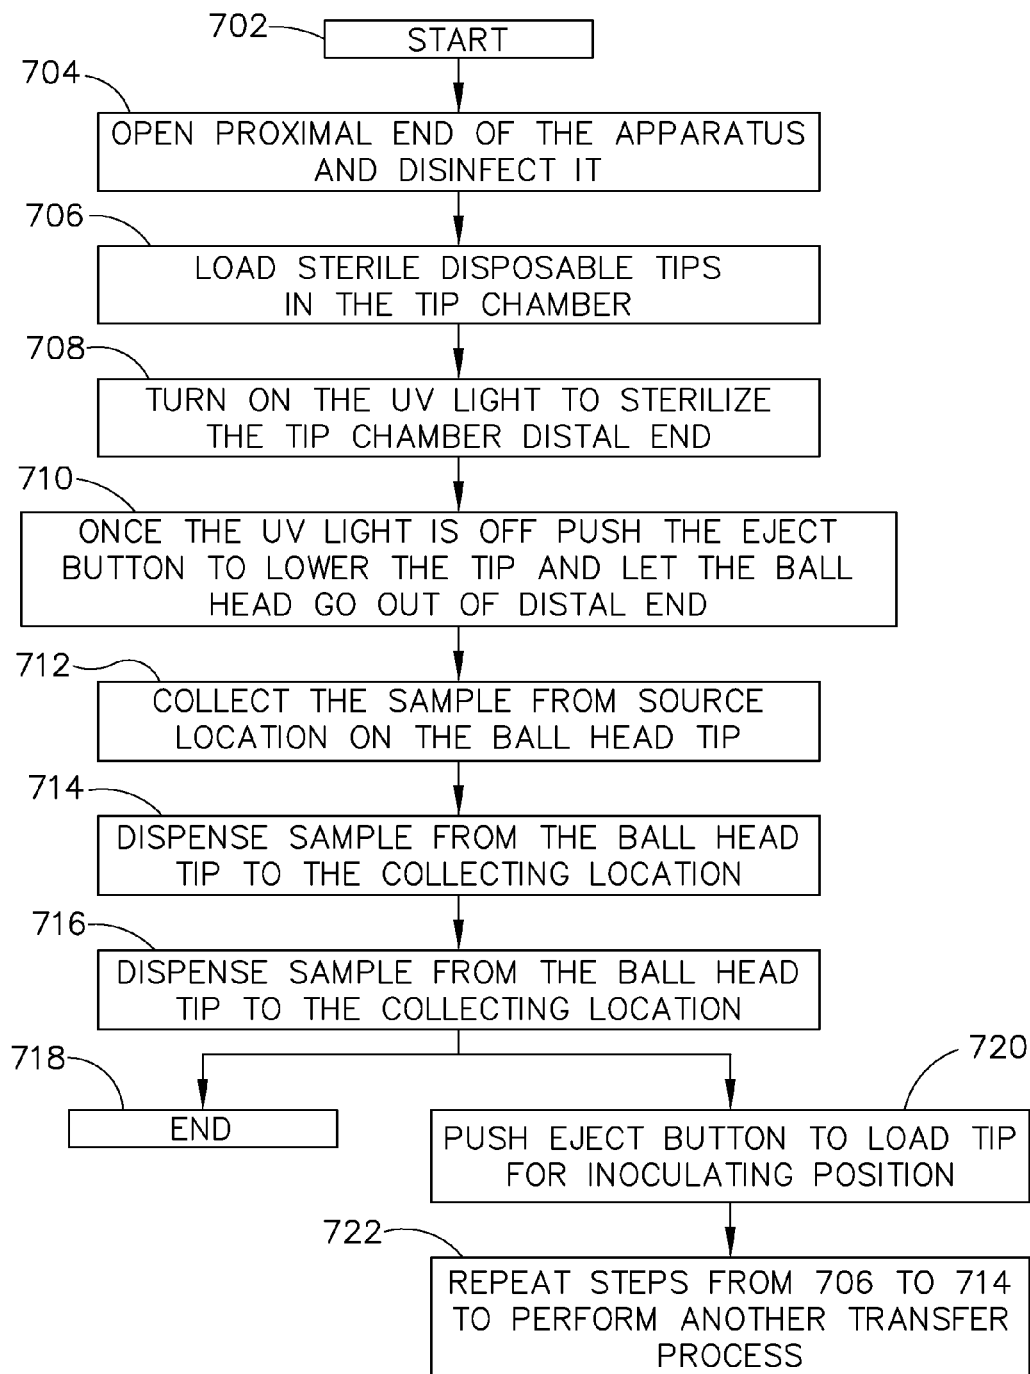 702
START
704
OPEN PROXIMAL END OF THE APPARATUS
AND DISINFECT IT
706
LOAD STERILE DISPOSABLE TIPS
IN THE TIP CHAMBER
708
TURN ON THE UV LIGHT TO STERILIZE
THE TIP CHAMBER DISTAL END
710
ONCE THE UV LIGHT IS OFF PUSH THE EJECT
BUTTON TO LOWER THE TIP AND LET THE BALL
HEAD GO OUT OF DISTAL END
712
COLLECT THE SAMPLE FROM SOURCE
LOCATION ON THE BALL HEAD TIP
714
DISPENSE SAMPLE FROM THE BALL HEAD
TIP TO THE COLLECTING LOCATION
716
DISPENSE SAMPLE FROM THE BALL HEAD
TIP TO THE COLLECTING LOCATION
718
END
720
PUSH EJECT BUTTON TO LOAD TIP
FOR INOCULATING POSITION
722
REPEAT STEPS FROM 706 TO 714
TO PERFORM ANOTHER TRANSFER
PROCESS